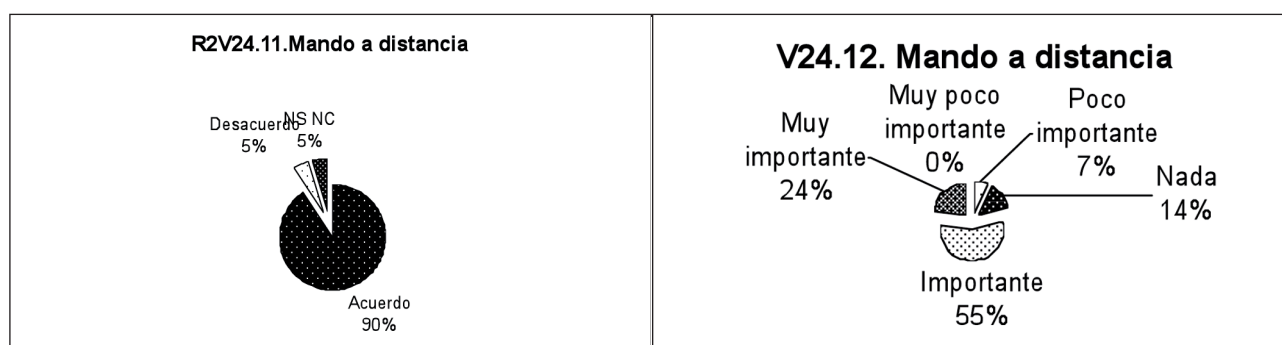 R2V24.11.Mando a distancia
Desacuerdo
5%
NS NC
5%
Acuerdo
90%
V24.12. Mando a distancia
Muy
importante
24%
Muy poco
importante
0%
Poco
importante
7%
Nada
14%
Importante
55%